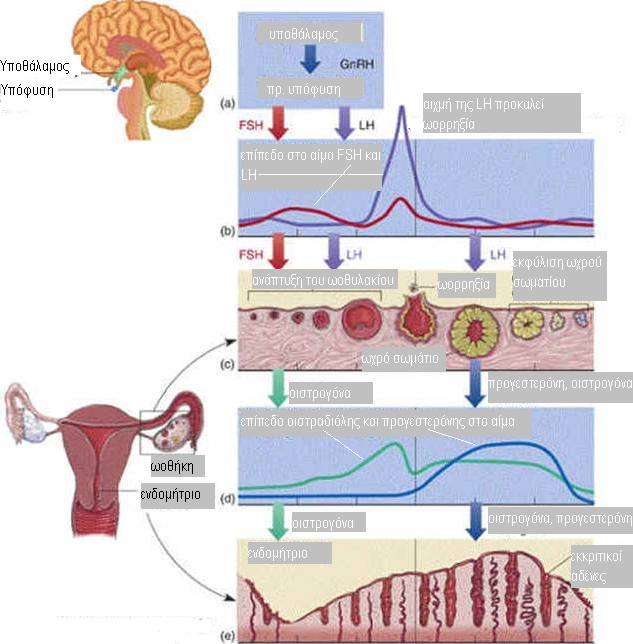 υποθάλαμος
GnRH
Υποθάλαμος
Υπόφυση
πρ. υπόφυση
(a)
αιχμή της LH προκαλεί
ωορρηξία
FSH
LH
επίπεδο στο αίμα FSH και
LH
(b)
FSH
LH
LH
εκφύλιση ωχρού
σωματίου
ανάπτυξη του ωοθυλακίου
ωορρηξία
ωχρό σωμάτιο
(c)
οιστρογόνα
προγεστερόνη, οιστρογόνα
επίπεδο οιστραδιόλης και προγεστερόνης στο αίμα
ωοθήκη
ενδομήτριο
(d)
οιστρογόνα
οιστρογόνα, προγεστερόνη
ενδομήτριο
εκκριτικοί
αδένες
(e)